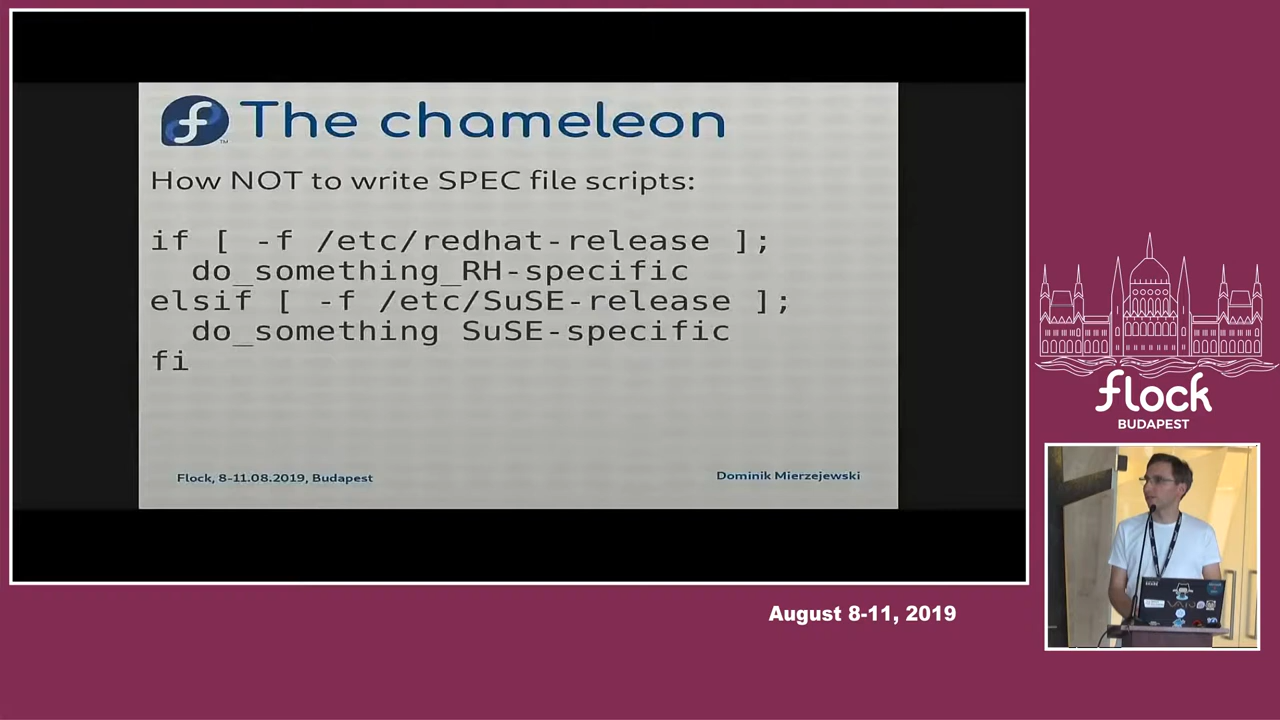 The chameleon
How NOT to write SPEC file scripts:
if [ -f /etc/redhat-release ];
do_something_RH-specific
elsif [ -f /etc/SuSE-release ];
do_something SuSE-specific
fi
Flock, 8-11.08.2019, Budapest
Dominik Mierzejewski
flock
BUDAPEST
August 8-11, 2019